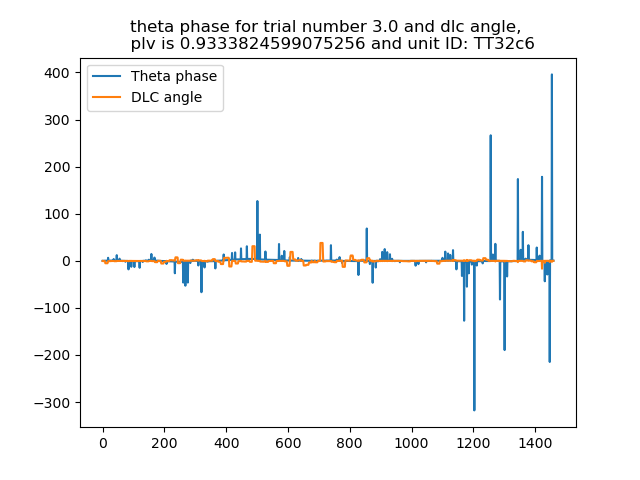 theta phase for trial number 3.0 and dlc angle,
plv is 0.9333824599075256 and unit ID: TT32c6
Theta phase
DLC angle
400
300
200
100
0
−100
−200
−300
0 200 400 600 800 1000 1200 1400